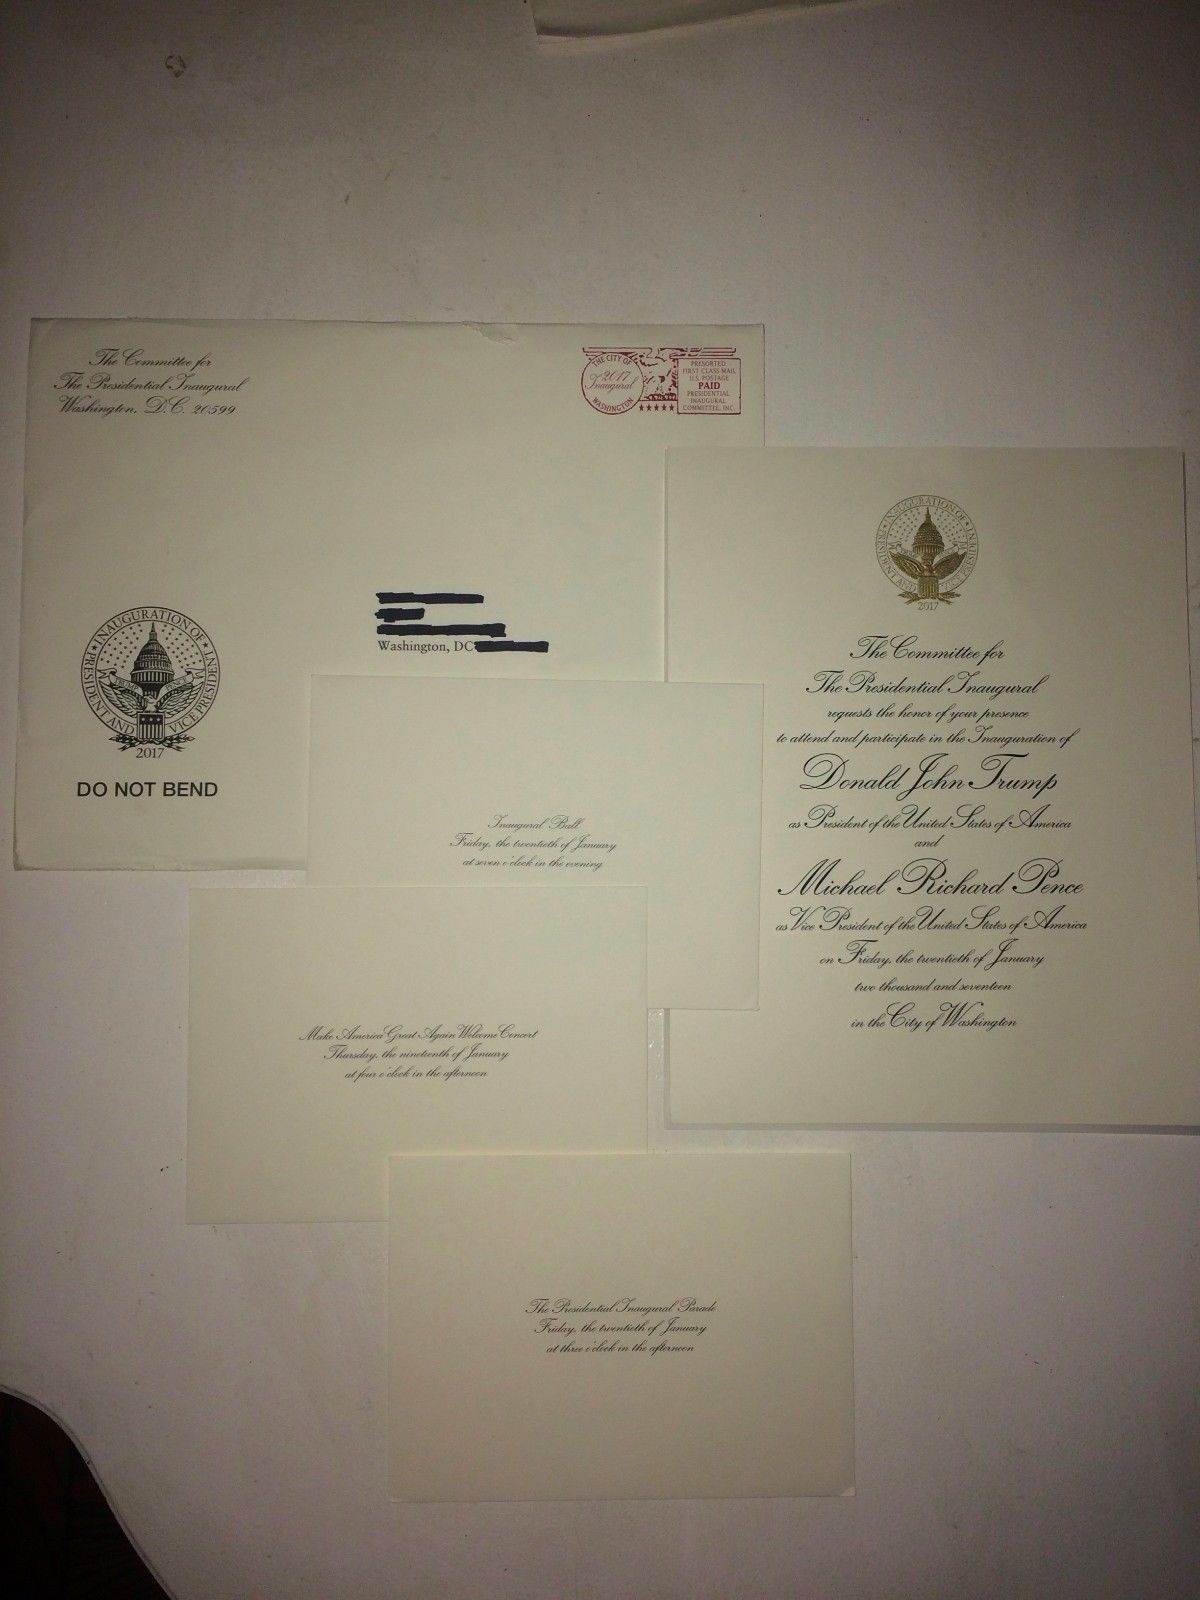 The Committee for
The Presidential Inaugural
Washington, D.C. 20599
THE CITY OF
2017
Inaugural
WASHINGTON
PRESORTED
FIRST CLASS MAIL
U.S. POSTAGE
PAID
PRESIDENTIAL
INAUGURAL
COMMITTEE, INC.
Washington, DC
INAUGURATION OF
PRESIDENT AND VICE PRESIDENT
2017
DO NOT BEND
INAUGURATION OF
PRESIDENT AND VICE PRESIDENT
2017
The Committee for
The Presidential Inaugural
requests the honor of your presence
to attend and participate in the Inauguration of
Donald John Trump
as President of the United States of America
and
Michael Richard Pence
as Vice President of the United States of America
on Friday, the twentieth of January
two thousand and seventeen
in the City of Washington
Inaugural Ball
Friday, the twentieth of January
at seven o'clock in the evening
Make America Great Again Welcome Concert
Thursday, the nineteenth of January
at four o'clock in the afternoon
The Presidential Inaugural Parade
Friday, the twentieth of January
at three o'clock in the afternoon